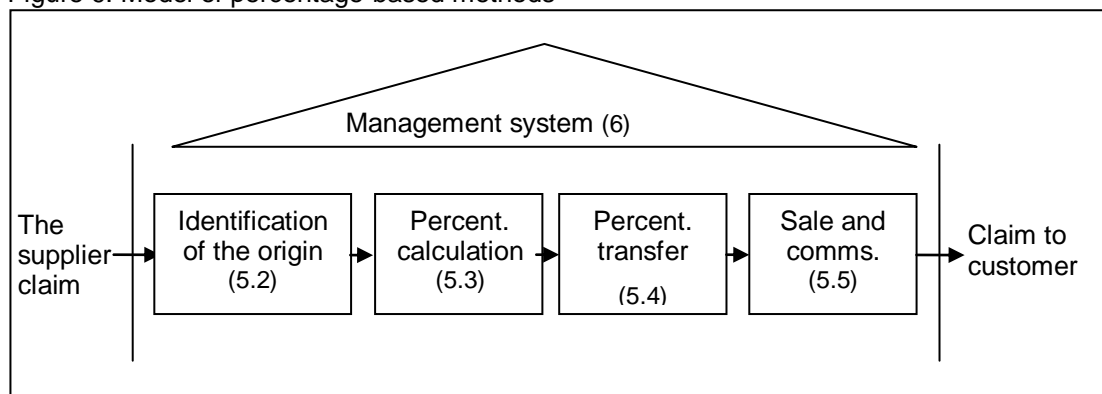 Figure Model of percentage-based methods
Management system (6)
The
supplier
claim
Identification
of the origin
(5.2)
Percent.
calculation
(5.3)
Percent.
transfer
(5.4)
Sale and
comms.
(5.5)
Claim to
customer